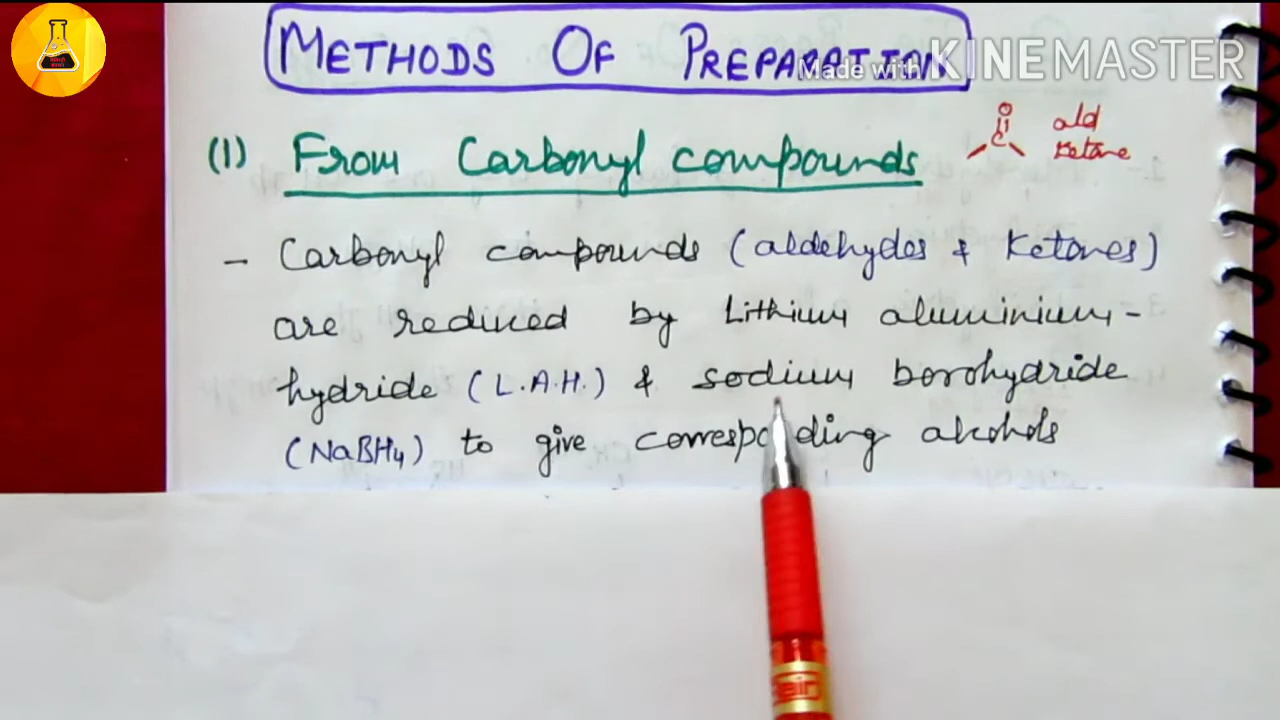 METHODS OF PREPARATION
Made with KINEMASTER
(1) From Carbonyl compounds
O
C
ald
ketone
- Carbonyl compounds (aldehydes & Ketones)
are reduced by Lithium aluminium-
hydride (L.A.H.) & sodium borohydride
(NaBH4) to give corresponding alcohols